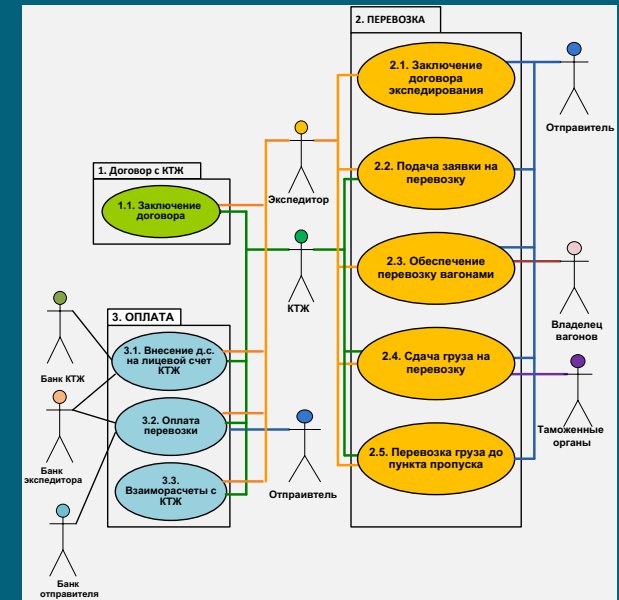 2. ПЕРЕВОЗКА
2.1. Заключение
договора
экспедирования
Отправитель
1. Договор с КТЖ
1.1. Заключение
договора
Экспедитор
2.2. Подача заявки на
перевозку
КТЖ
2.3. Обеспечение
перевозку вагонами
Владелец
вагонов
3. ОПЛАТА
3.1. Внесение д.с.
на лицевой счет
КТЖ
Банк КТЖ
2.4. Сдача груза на
перевозку
Таможенные
органы
3.2. Оплата
перевозки
Банк
экспедитора
Отпраивтель
2.5. Перевозка груза до
пункта пропуска
3.3.
Взаиморасчеты с
КТЖ
Банк
отправителя